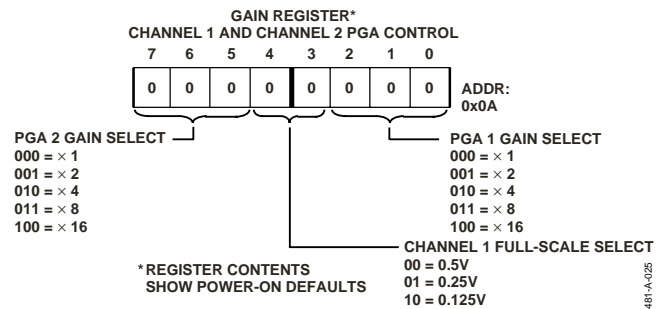 GAIN REGISTER*
CHANNEL 1 AND CHANNEL 2 PGA CONTROL
7 6 5 4 3 2 1 0
0 0 0 0 0 0 0 0
ADDR:
0x0A
PGA 2 GAIN SELECT
000 = × 1
001 = × 2
010 = × 4
011 = × 8
100 = × 16
PGA 1 GAIN SELECT
000 = × 1
001 = × 2
010 = × 4
011 = × 8
100 = × 16
CHANNEL 1 FULL-SCALE SELECT
00 = 0.5V
01 = 0.25V
10 = 0.125V
*REGISTER CONTENTS
SHOW POWER-ON DEFAULTS
481-A-025